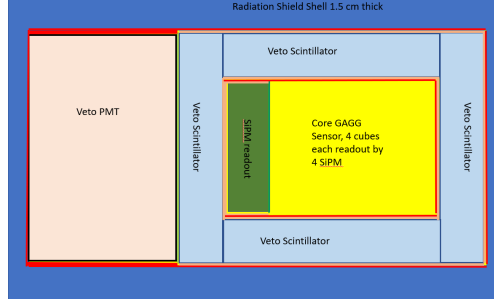 Radiation Shield Shell 1.5 cm thick
Veto Scintillator
Veto PMT
Veto Scintillator
SiPM readout
Core GAGG
Sensor, 4 cubes
each readout by
4 SiPM
Veto Scintillator
Veto Scintillator